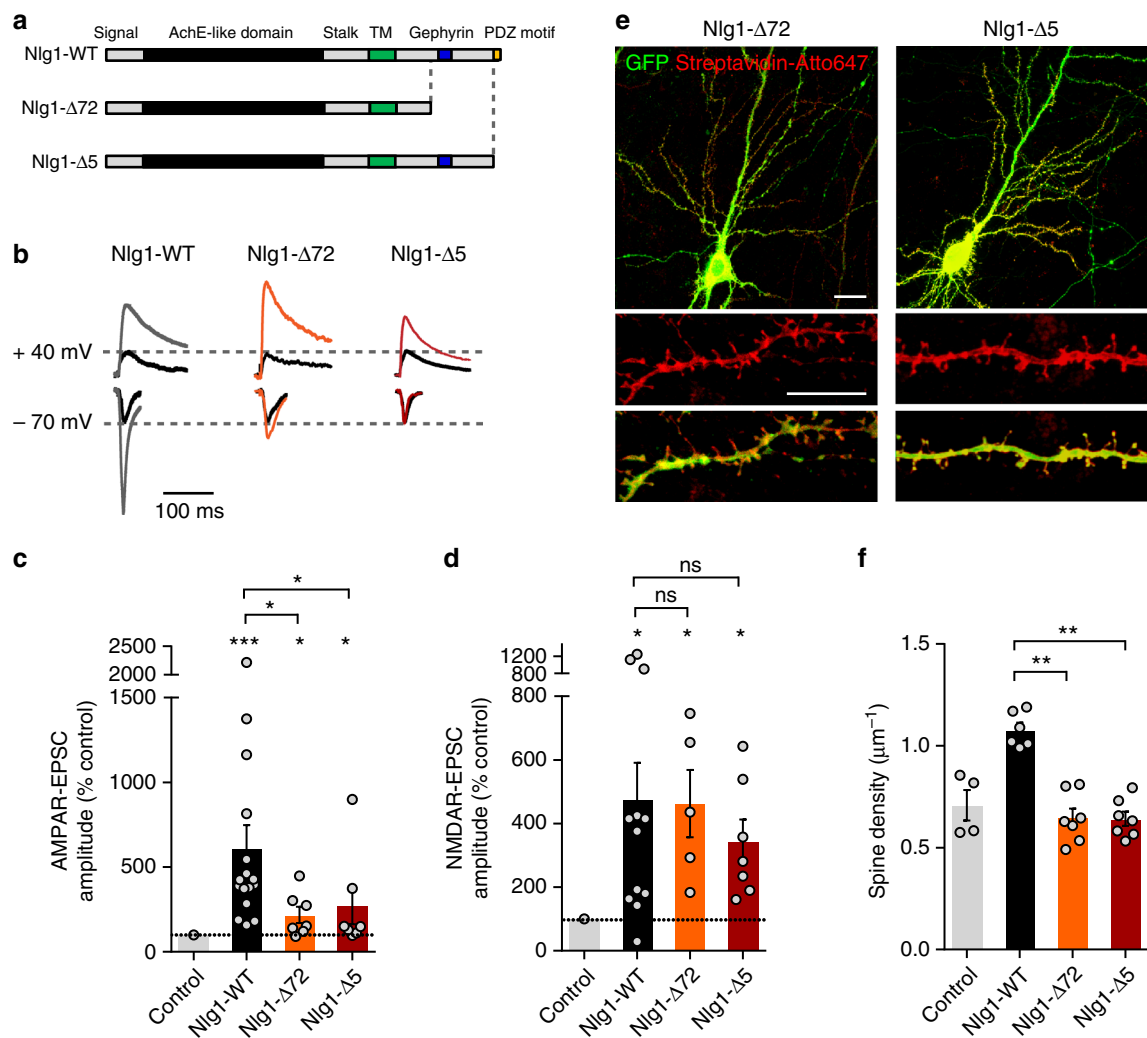 a
Signal AchE-like domain Stalk TM Gephyrin PDZ motif
Nlg1-WT
Nlg1-Δ72
Nlg1-Δ5
b
Nlg1-WT Nlg1-Δ72 Nlg1-Δ5
+ 40 mV
– 70 mV
100 ms
c
*
*
*** * *
2500
2000
1500
1000
500
0
AMPAR-EPSC
amplitude (% control)
Control
Nlg1-WT
Nlg1-Δ72
Nlg1-Δ5
d
ns
ns
* * *
1200
800
800
600
400
200
0
NMDAR-EPSC
amplitude (% control)
Control
Nlg1-WT
Nlg1-Δ72
Nlg1-Δ5
e
Nlg1-Δ72 Nlg1-Δ5
GFP Streptavidin-Atto647
f
**
**
1.5
1.0
0.5
0.0
Spine density (μm⁻¹)
Control
Nlg1-WT
Nlg1-Δ72
Nlg1-Δ5